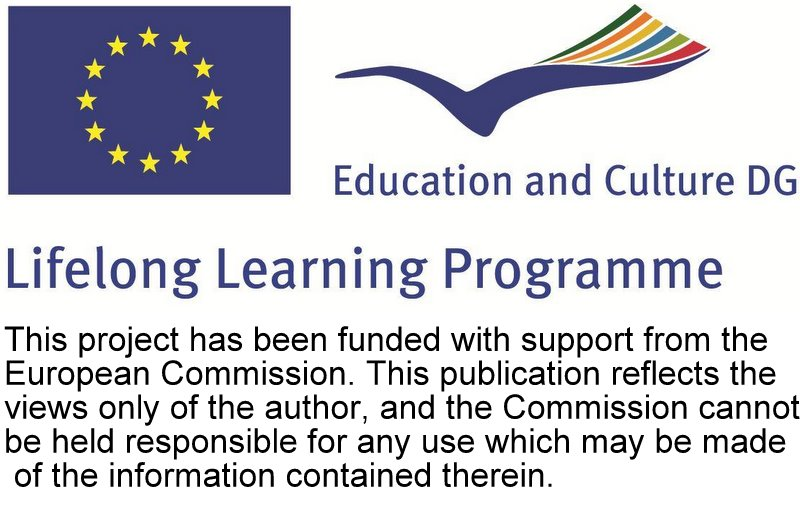 Education and Culture DG
Lifelong Learning Programme
This project has been funded with support from the
European Commission. This publication reflects the
views only of the author, and the Commission cannot
be held responsible for any use which may be made
of the information contained therein.